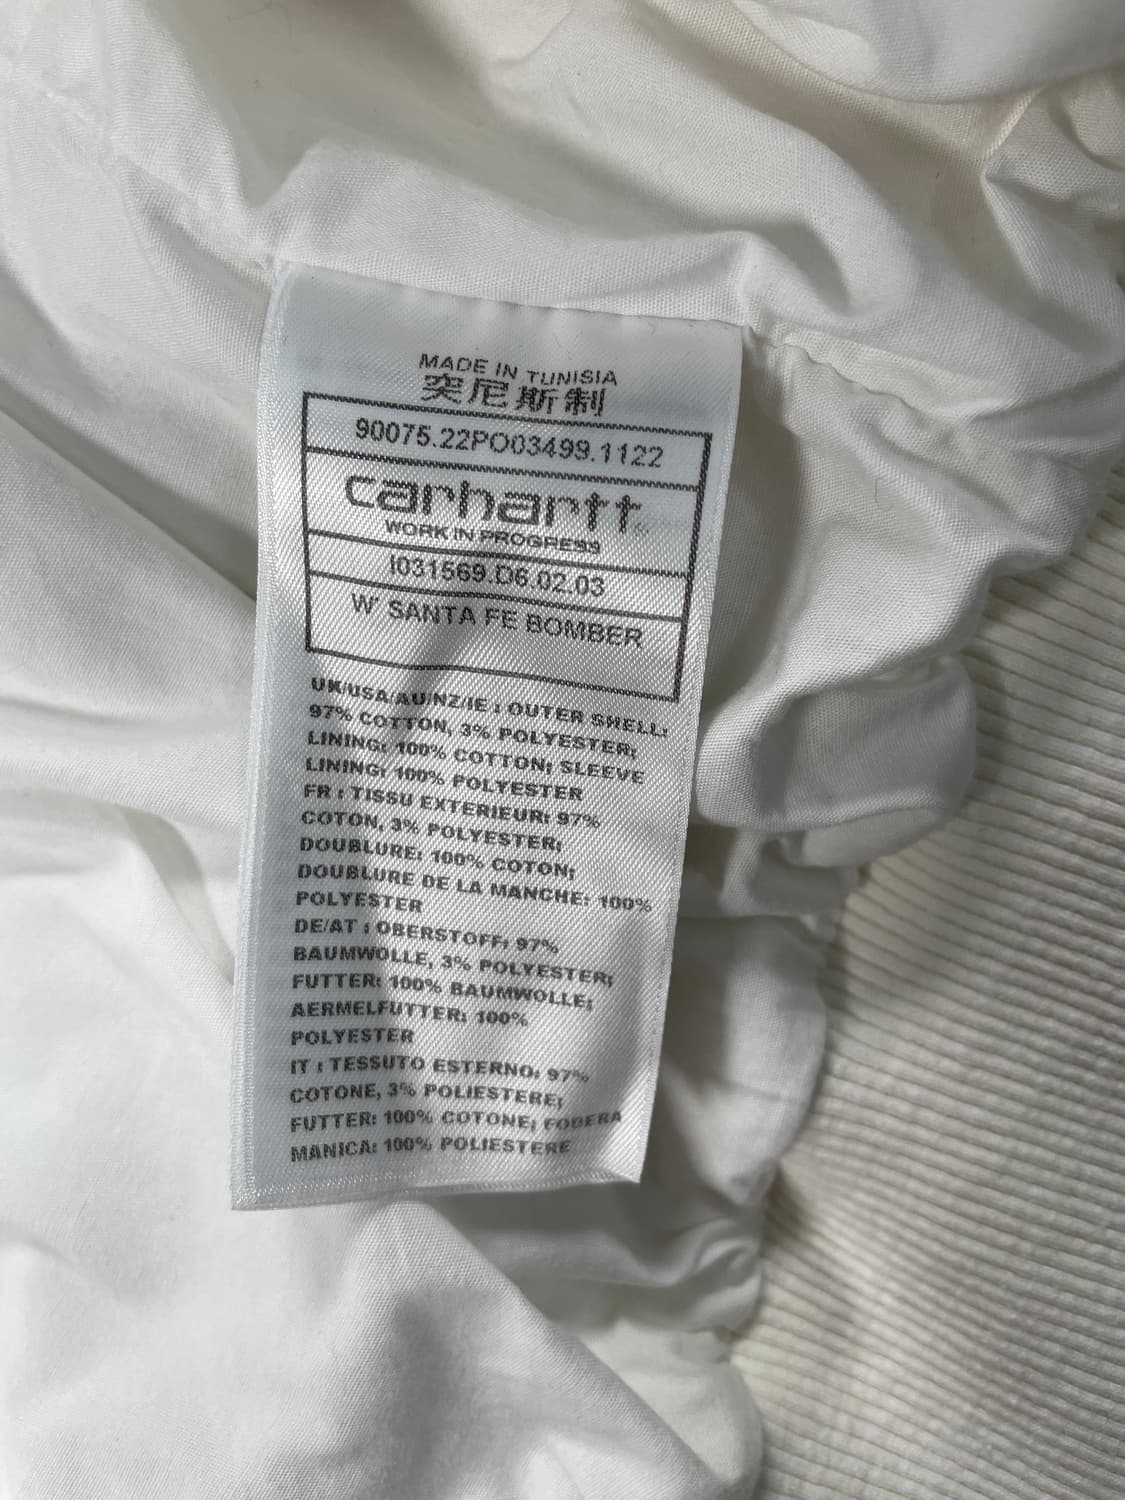 MADE IN TUNISIA
突尼斯制
90075.22PO03499.1122
carhartt
WORK IN PROGRESS
I031569.D6.02.03
W' SANTA FE BOMBER
UK/USA/AU/NZ/IE : OUTER SHELL:
97% COTTON, 3% POLYESTER;
LINING: 100% COTTON; SLEEVE
LINING: 100% POLYESTER
FR : TISSU EXTERIEUR: 97%
COTON, 3% POLYESTER;
DOUBLURE: 100% COTON;
DOUBLURE DE LA MANCHE: 100%
POLYESTER
DE/AT : OBERSTOFF: 97%
BAUMWOLLE, 3% POLYESTER;
FUTTER: 100% BAUMWOLLE;
AERMELFUTTER: 100%
POLYESTER
IT : TESSUTO ESTERNO: 97%
COTONE, 3% POLIESTERE;
FUTTER: 100% COTONE; FODERA
MANICA: 100% POLIESTERE